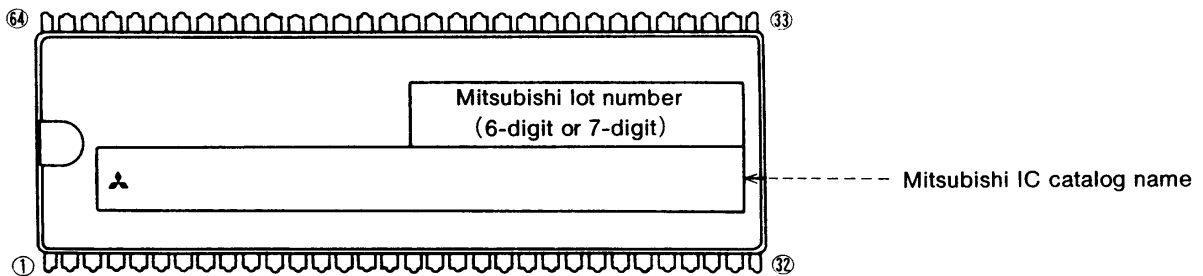 64 33
Mitsubishi lot number
(6-digit or 7-digit)
Mitsubishi IC catalog name
1 32